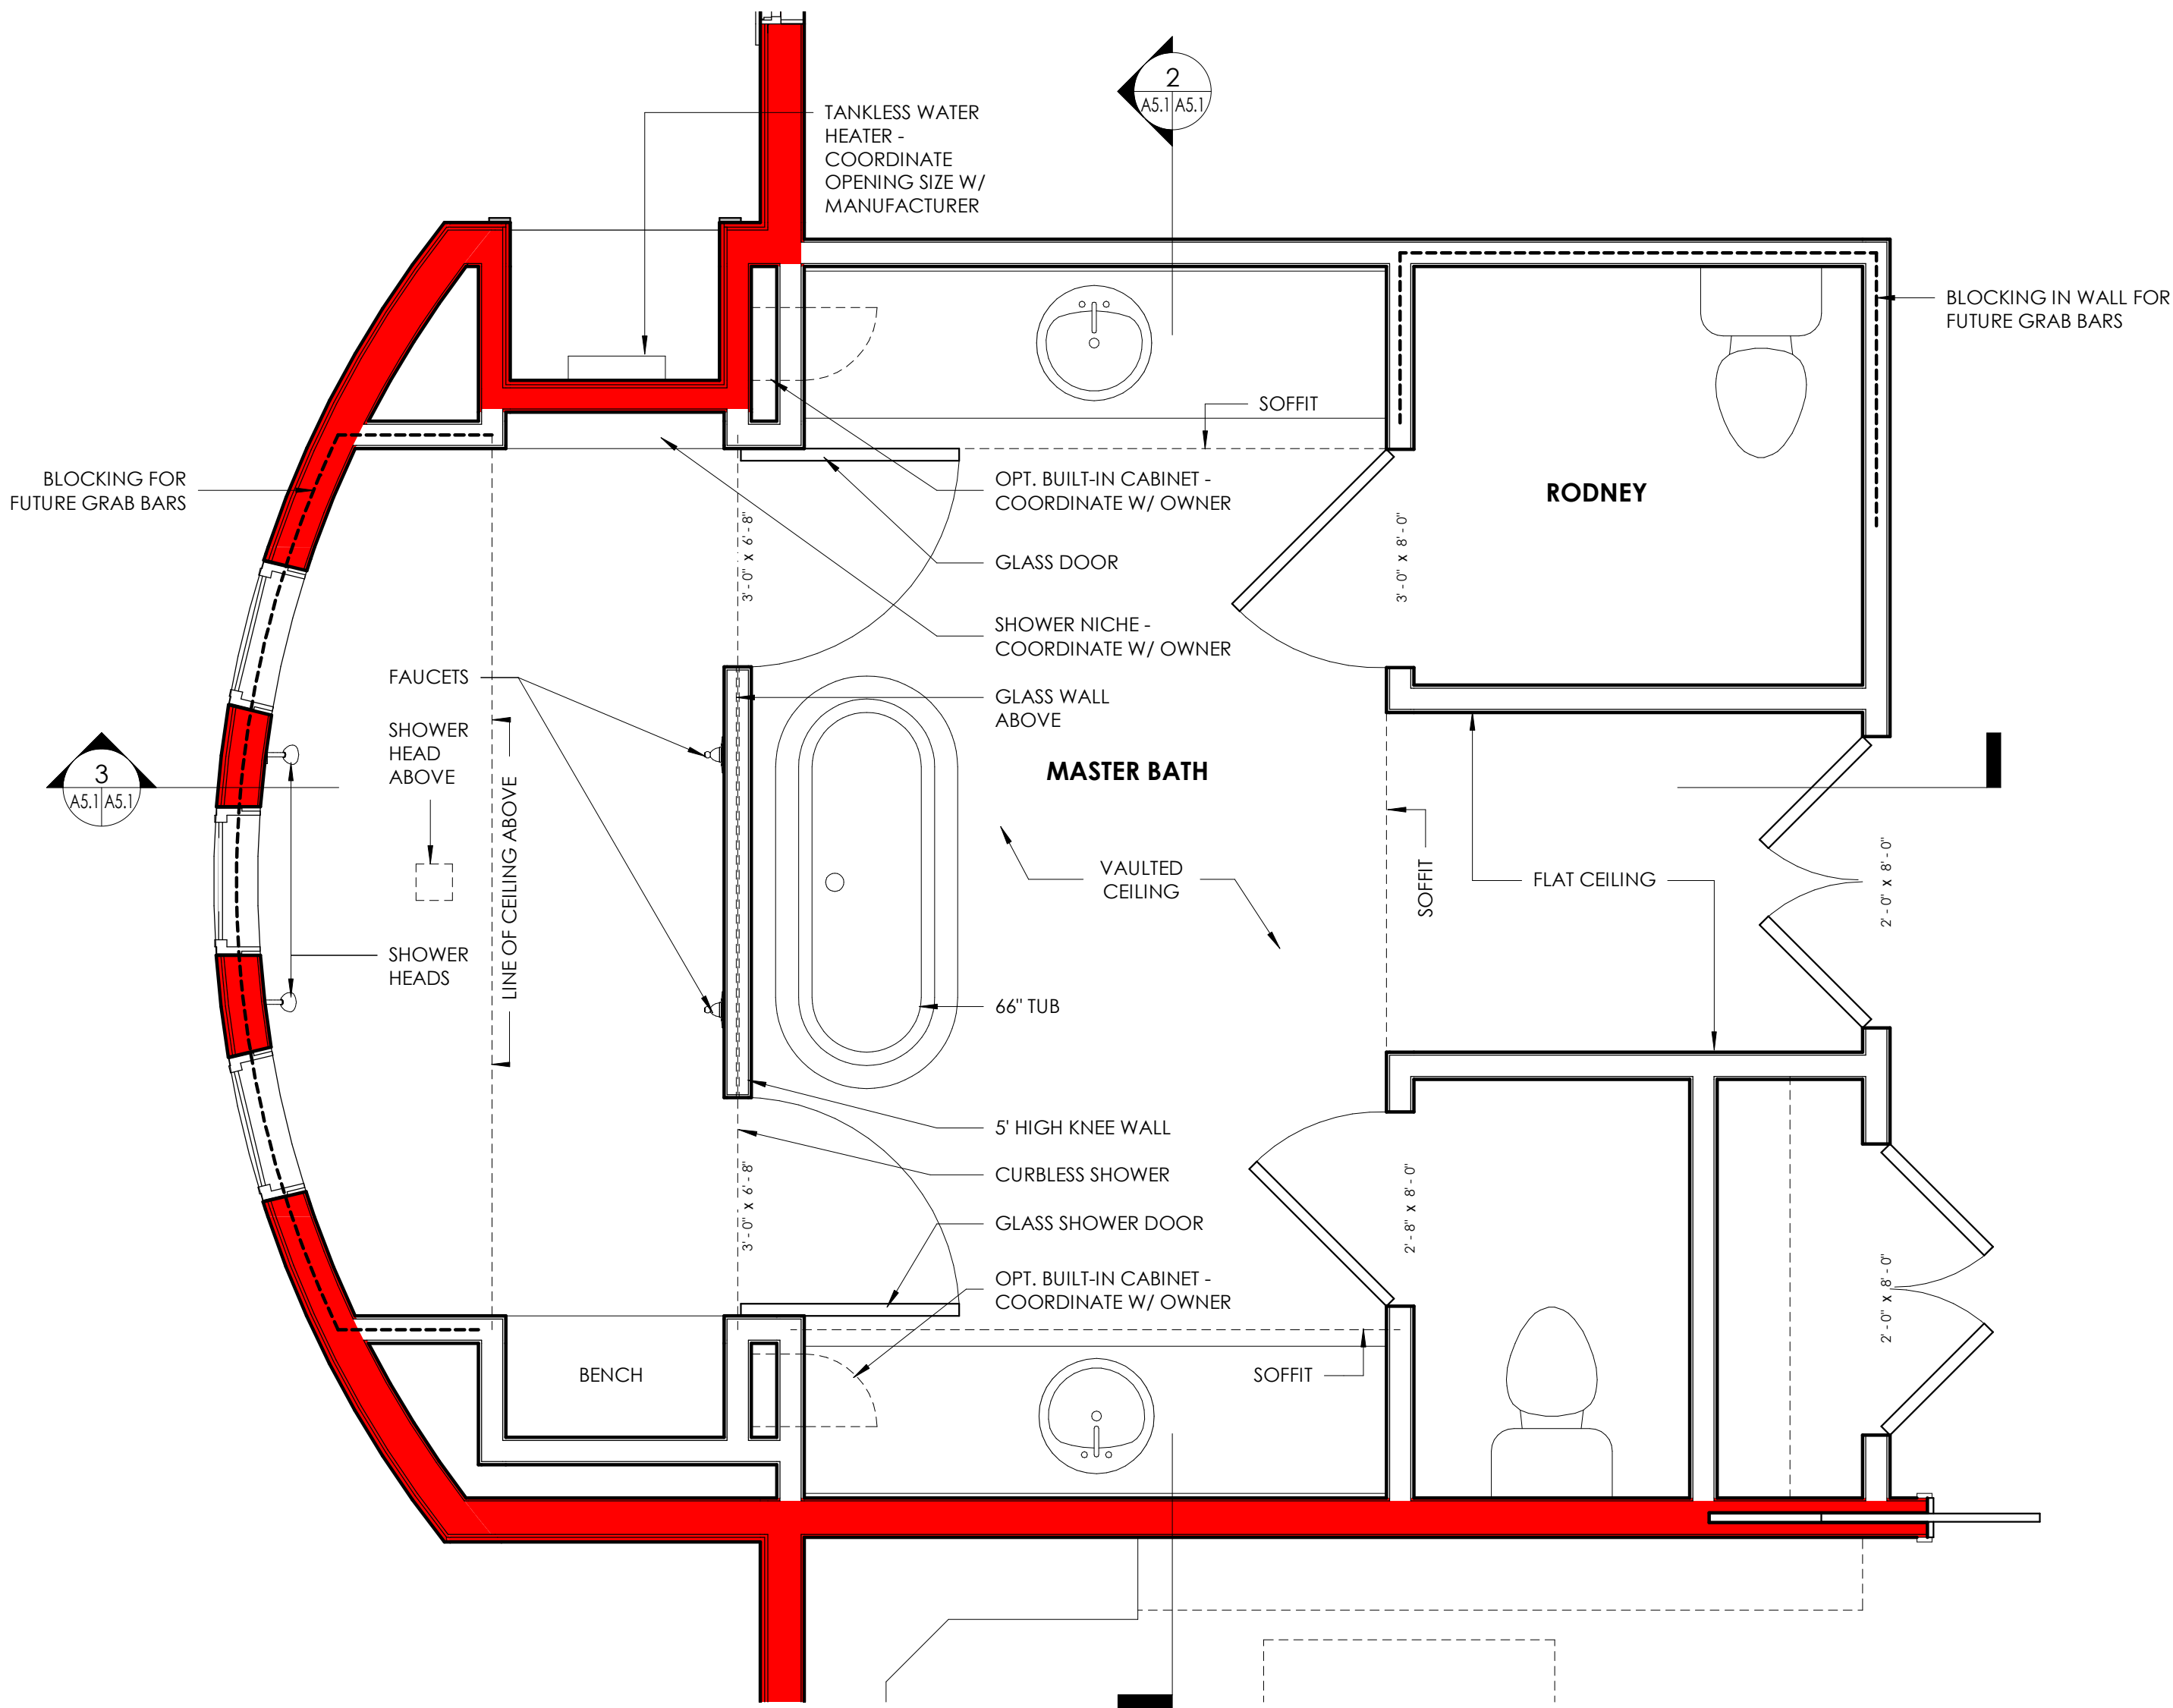 2
A5.1 A5.1
TANKLESS WATER
HEATER -
COORDINATE
OPENING SIZE W/
MANUFACTURER
BLOCKING IN WALL FOR
FUTURE GRAB BARS
SOFFIT
BLOCKING FOR
FUTURE GRAB BARS
OPT. BUILT-IN CABINET -
COORDINATE W/ OWNER
RODNEY
3' - 0" x 6' - 8"
3' - 0" x 8' - 0"
GLASS DOOR
SHOWER NICHE -
COORDINATE W/ OWNER
FAUCETS
GLASS WALL
ABOVE
SHOWER
HEAD
ABOVE
MASTER BATH
3
A5.1 A5.1
LINE OF CEILING ABOVE
VAULTED
CEILING
SOFFIT
FLAT CEILING
2' - 0" x 8' - 0"
SHOWER
HEADS
66" TUB
5' HIGH KNEE WALL
CURBLESS SHOWER
3' - 0" x 6' - 8"
2' - 8" x 8' - 0"
GLASS SHOWER DOOR
OPT. BUILT-IN CABINET -
COORDINATE W/ OWNER
2' - 0" x 8' - 0"
BENCH
SOFFIT